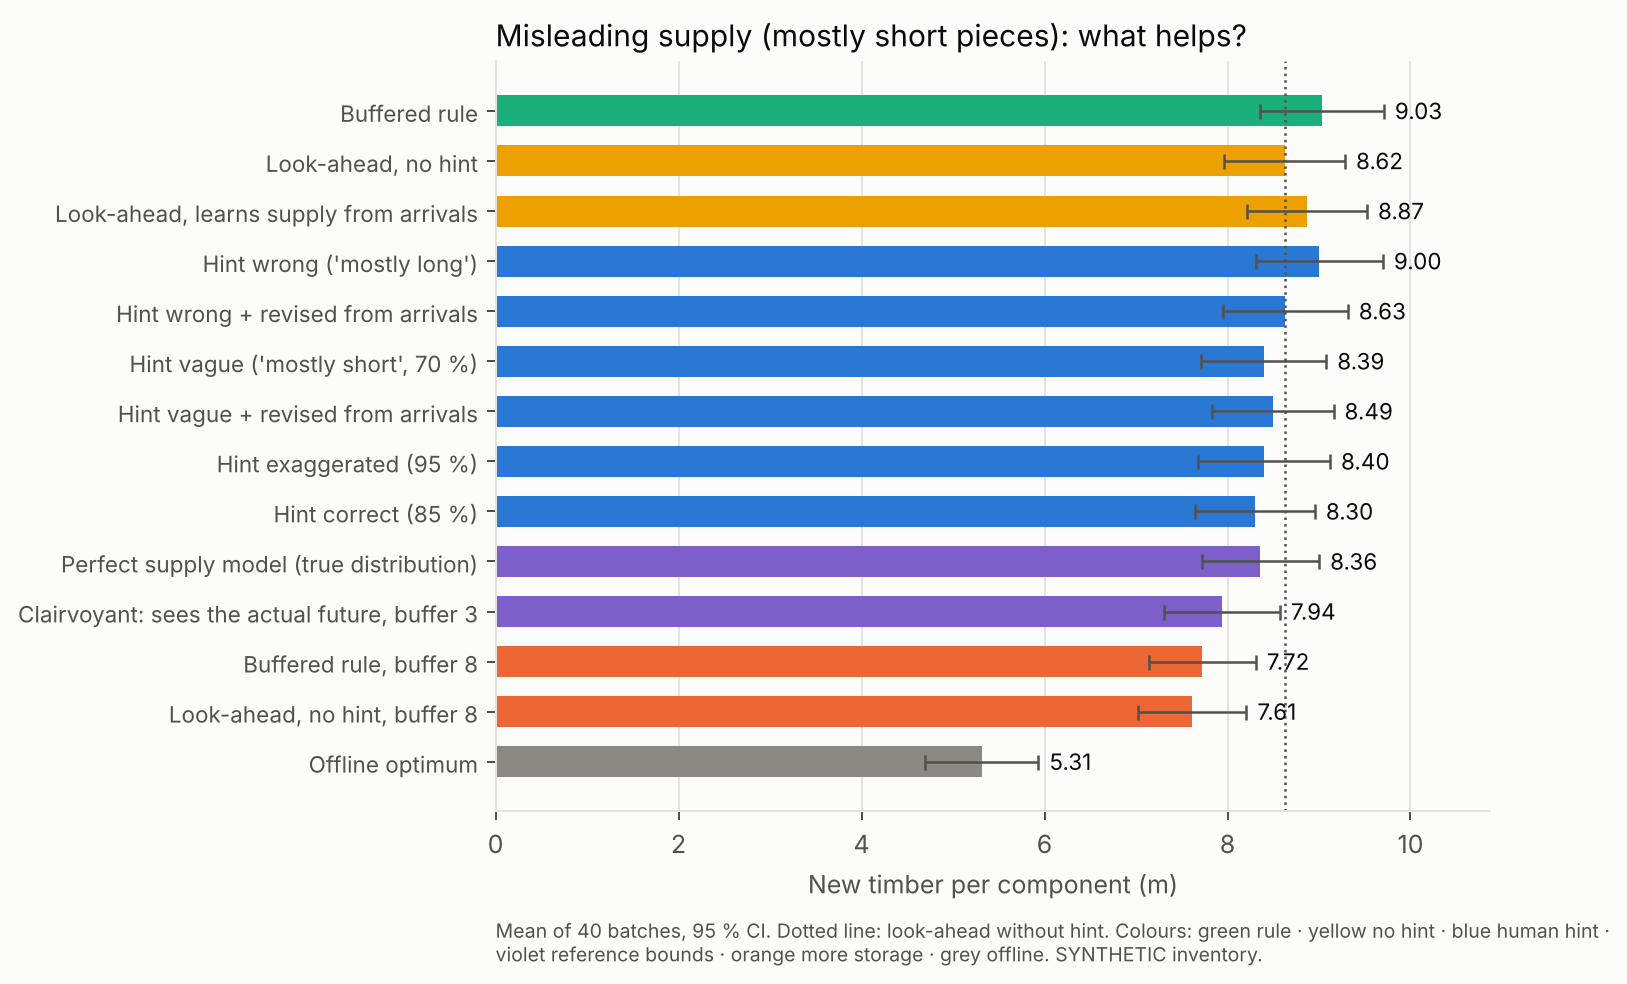 Misleading supply (mostly short pieces): what helps?
Buffered rule 9.03
Look-ahead, no hint 8.62
Look-ahead, learns supply from arrivals 8.87
Hint wrong ('mostly long') 9.00
Hint wrong + revised from arrivals 8.63
Hint vague ('mostly short', 70 %) 8.39
Hint vague + revised from arrivals 8.49
Hint exaggerated (95 %) 8.40
Hint correct (85 %) 8.30
Perfect supply model (true distribution) 8.36
Clairvoyant: sees the actual future, buffer 3 7.94
Buffered rule, buffer 8 7.72
Look-ahead, no hint, buffer 8 7.61
Offline optimum 5.31
0 2 4 6 8 10
New timber per component (m)
Mean of 40 batches, 95 % CI. Dotted line: look-ahead without hint. Colours: green rule · yellow no hint · blue human hint ·
violet reference bounds · orange more storage · grey offline. SYNTHETIC inventory.